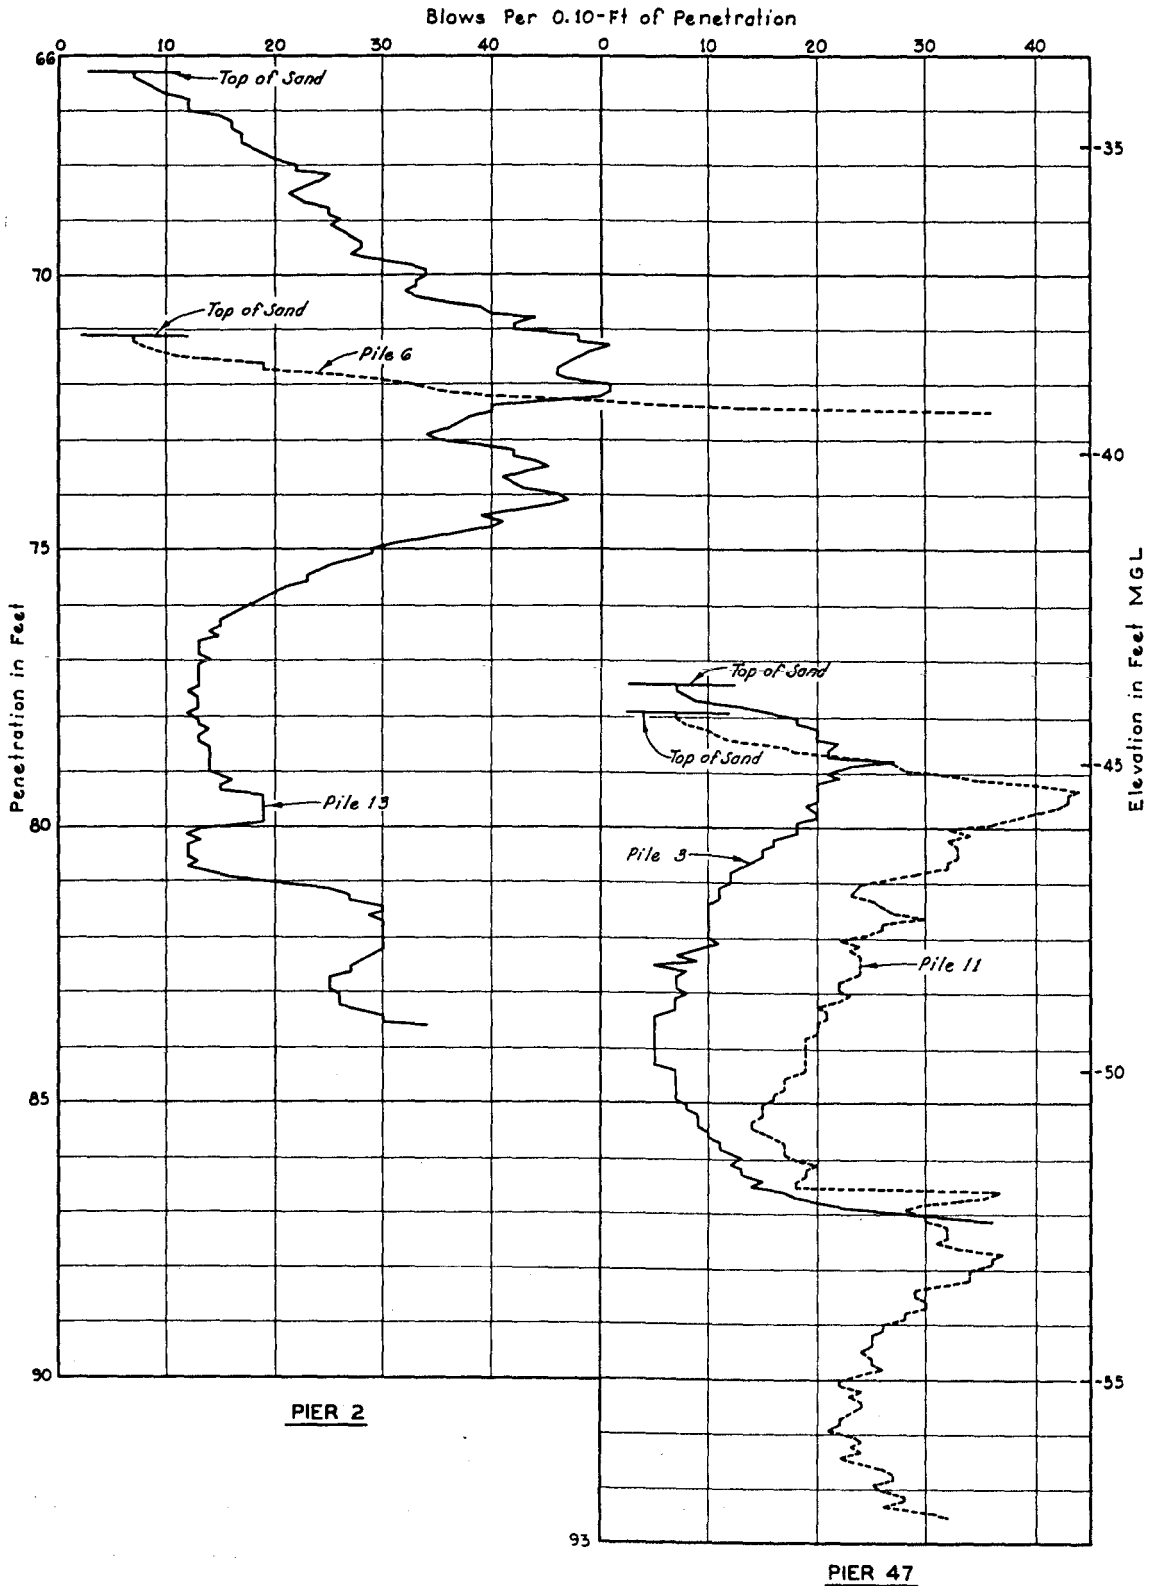 Blows Per 0.10-Ft of Penetration
0 10 20 30 40 0 10 20 30 40
66
Top of Sand
-35
70
Top of Sand
Pile 6
-40
75
Penetration in Feet
Elevation in Feet MGL
Top of Sand
Top of Sand
-45
Pile 13
80
Pile 3
Pile 11
-50
85
90
-55
PIER 2
93
PIER 47